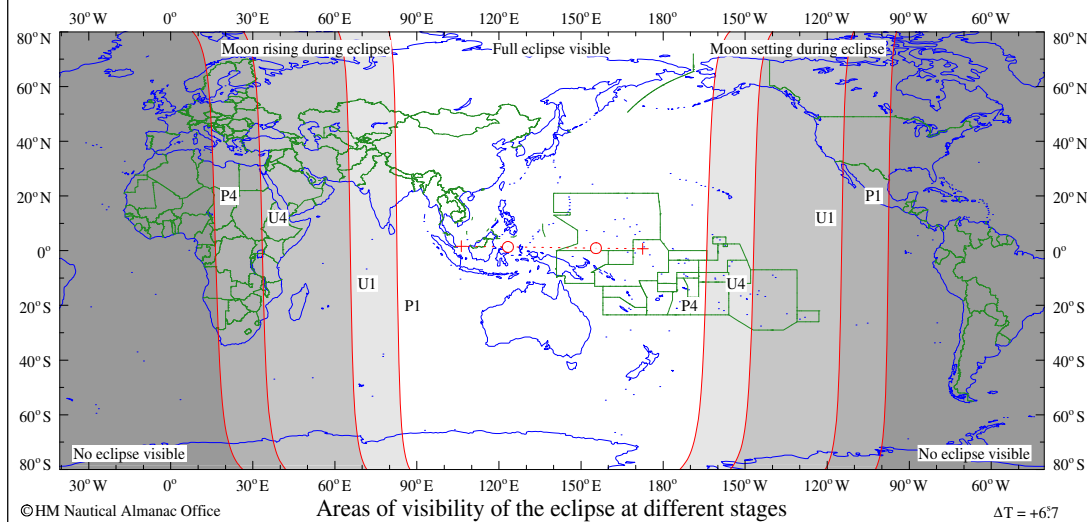 30°W 0° 30°E 60°E 90°E 120°E 150°E 180° 150°W 120°W 90°W 60°W
80°N Moon rising during eclipse Full eclipse visible Moon setting during eclipse 80°N
60°N 60°N
40°N 40°N
20°N P4 P1 20°N
U4 U1
0° 0°
U1 U4
20°S P1 P4 20°S
40°S 40°S
60°S 60°S
No eclipse visible No eclipse visible
80°S 80°S
30°W 0° 30°E 60°E 90°E 120°E 150°E 180° 150°W 120°W 90°W 60°W
©HM Nautical Almanac Office Areas of visibility of the eclipse at different stages ΔT = +6ˢ.7